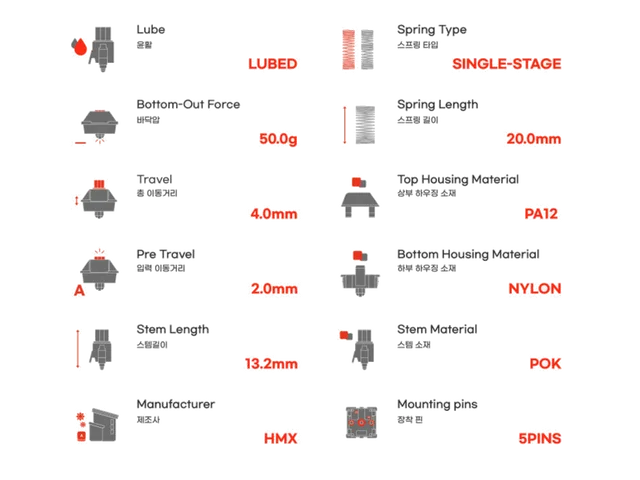 Lube
윤활
LUBED
Spring Type
스프링 타입
SINGLE-STAGE
Bottom-Out Force
바닥압
50.0g
Spring Length
스프링 길이
20.0mm
Travel
총 이동거리
4.0mm
Top Housing Material
상부 하우징 소재
PA12
Pre Travel
입력 이동거리
A
2.0mm
Bottom Housing Material
하부 하우징 소재
NYLON
Stem Length
스템길이
13.2mm
Stem Material
스템 소재
POK
Manufacturer
제조사
HMX
Mounting pins
장착 핀
5PINS